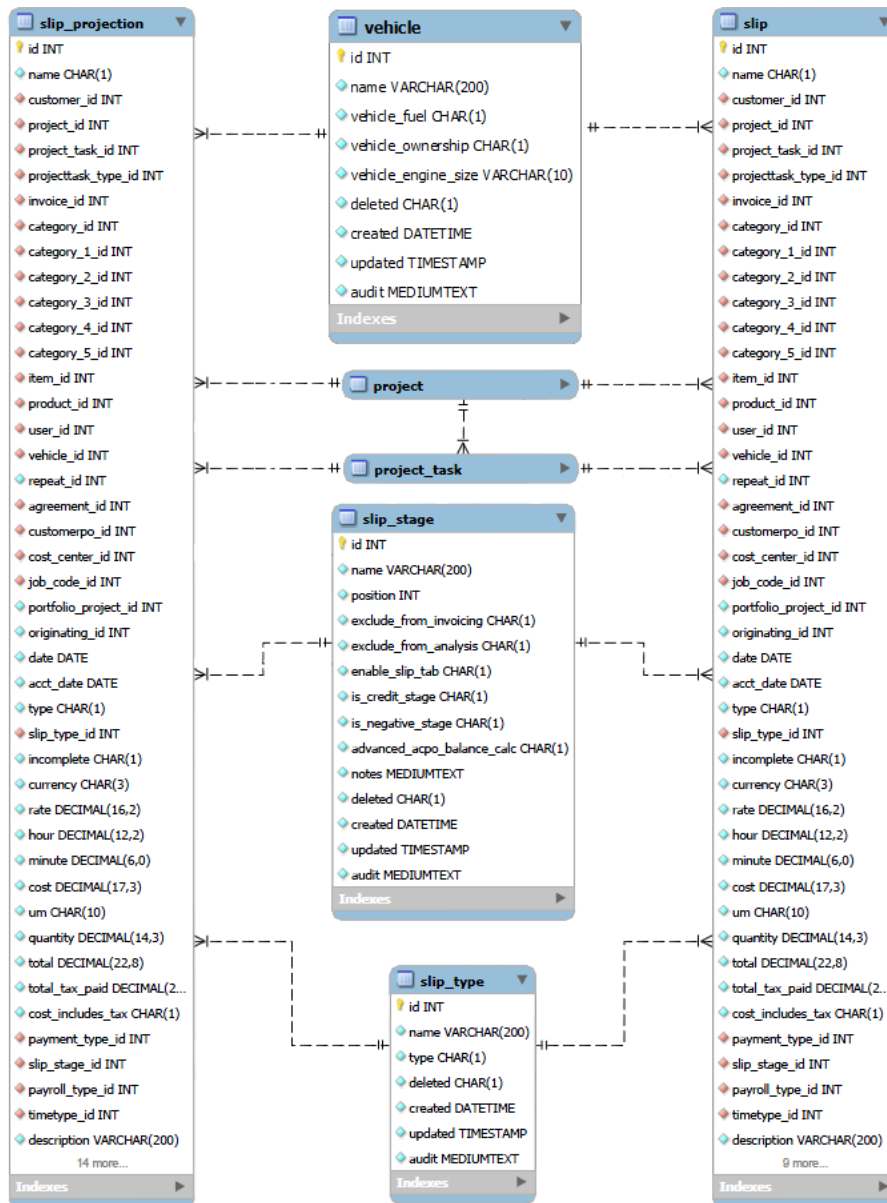 slip_projection
id INT
name CHAR(1)
customer_id INT
project_id INT
project_task_id INT
projecttask_type_id INT
invoice_id INT
category_id INT
category_1_id INT
category_2_id INT
category_3_id INT
category_4_id INT
category_5_id INT
item_id INT
product_id INT
user_id INT
vehicle_id INT
repeat_id INT
agreement_id INT
customerpo_id INT
cost_center_id INT
job_code_id INT
portfolio_project_id INT
originating_id INT
date DATE
acct_date DATE
type CHAR(1)
slip_type_id INT
incomplete CHAR(1)
currency CHAR(3)
rate DECIMAL(16,2)
hour DECIMAL(12,2)
minute DECIMAL(6,0)
cost DECIMAL(17,3)
um CHAR(10)
quantity DECIMAL(14,3)
total DECIMAL(22,8)
total_tax_paid DECIMAL(2...
cost_includes_tax CHAR(1)
payment_type_id INT
slip_stage_id INT
payroll_type_id INT
timetype_id INT
description VARCHAR(200)
14 more...
Indexes
vehicle
id INT
name VARCHAR(200)
vehicle_fuel CHAR(1)
vehicle_ownership CHAR(1)
vehicle_engine_size VARCHAR(10)
deleted CHAR(1)
created DATETIME
updated TIMESTAMP
audit MEDIUMTEXT
Indexes
project
project_task
slip_stage
id INT
name VARCHAR(200)
position INT
exclude_from_invoicing CHAR(1)
exclude_from_analysis CHAR(1)
enable_slip_tab CHAR(1)
is_credit_stage CHAR(1)
is_negative_stage CHAR(1)
advanced_acpo_balance_calc CHAR(1)
notes MEDIUMTEXT
deleted CHAR(1)
created DATETIME
updated TIMESTAMP
audit MEDIUMTEXT
Indexes
slip_type
id INT
name VARCHAR(200)
type CHAR(1)
deleted CHAR(1)
created DATETIME
updated TIMESTAMP
audit MEDIUMTEXT
Indexes
slip
id INT
name CHAR(1)
customer_id INT
project_id INT
project_task_id INT
projecttask_type_id INT
invoice_id INT
category_id INT
category_1_id INT
category_2_id INT
category_3_id INT
category_4_id INT
category_5_id INT
item_id INT
product_id INT
user_id INT
vehicle_id INT
repeat_id INT
agreement_id INT
customerpo_id INT
cost_center_id INT
job_code_id INT
portfolio_project_id INT
originating_id INT
date DATE
acct_date DATE
type CHAR(1)
slip_type_id INT
incomplete CHAR(1)
currency CHAR(3)
rate DECIMAL(16,2)
hour DECIMAL(12,2)
minute DECIMAL(6,0)
cost DECIMAL(17,3)
um CHAR(10)
quantity DECIMAL(14,3)
total DECIMAL(22,8)
total_tax_paid DECIMAL(2...
cost_includes_tax CHAR(1)
payment_type_id INT
slip_stage_id INT
payroll_type_id INT
timetype_id INT
description VARCHAR(200)
9 more...
Indexes